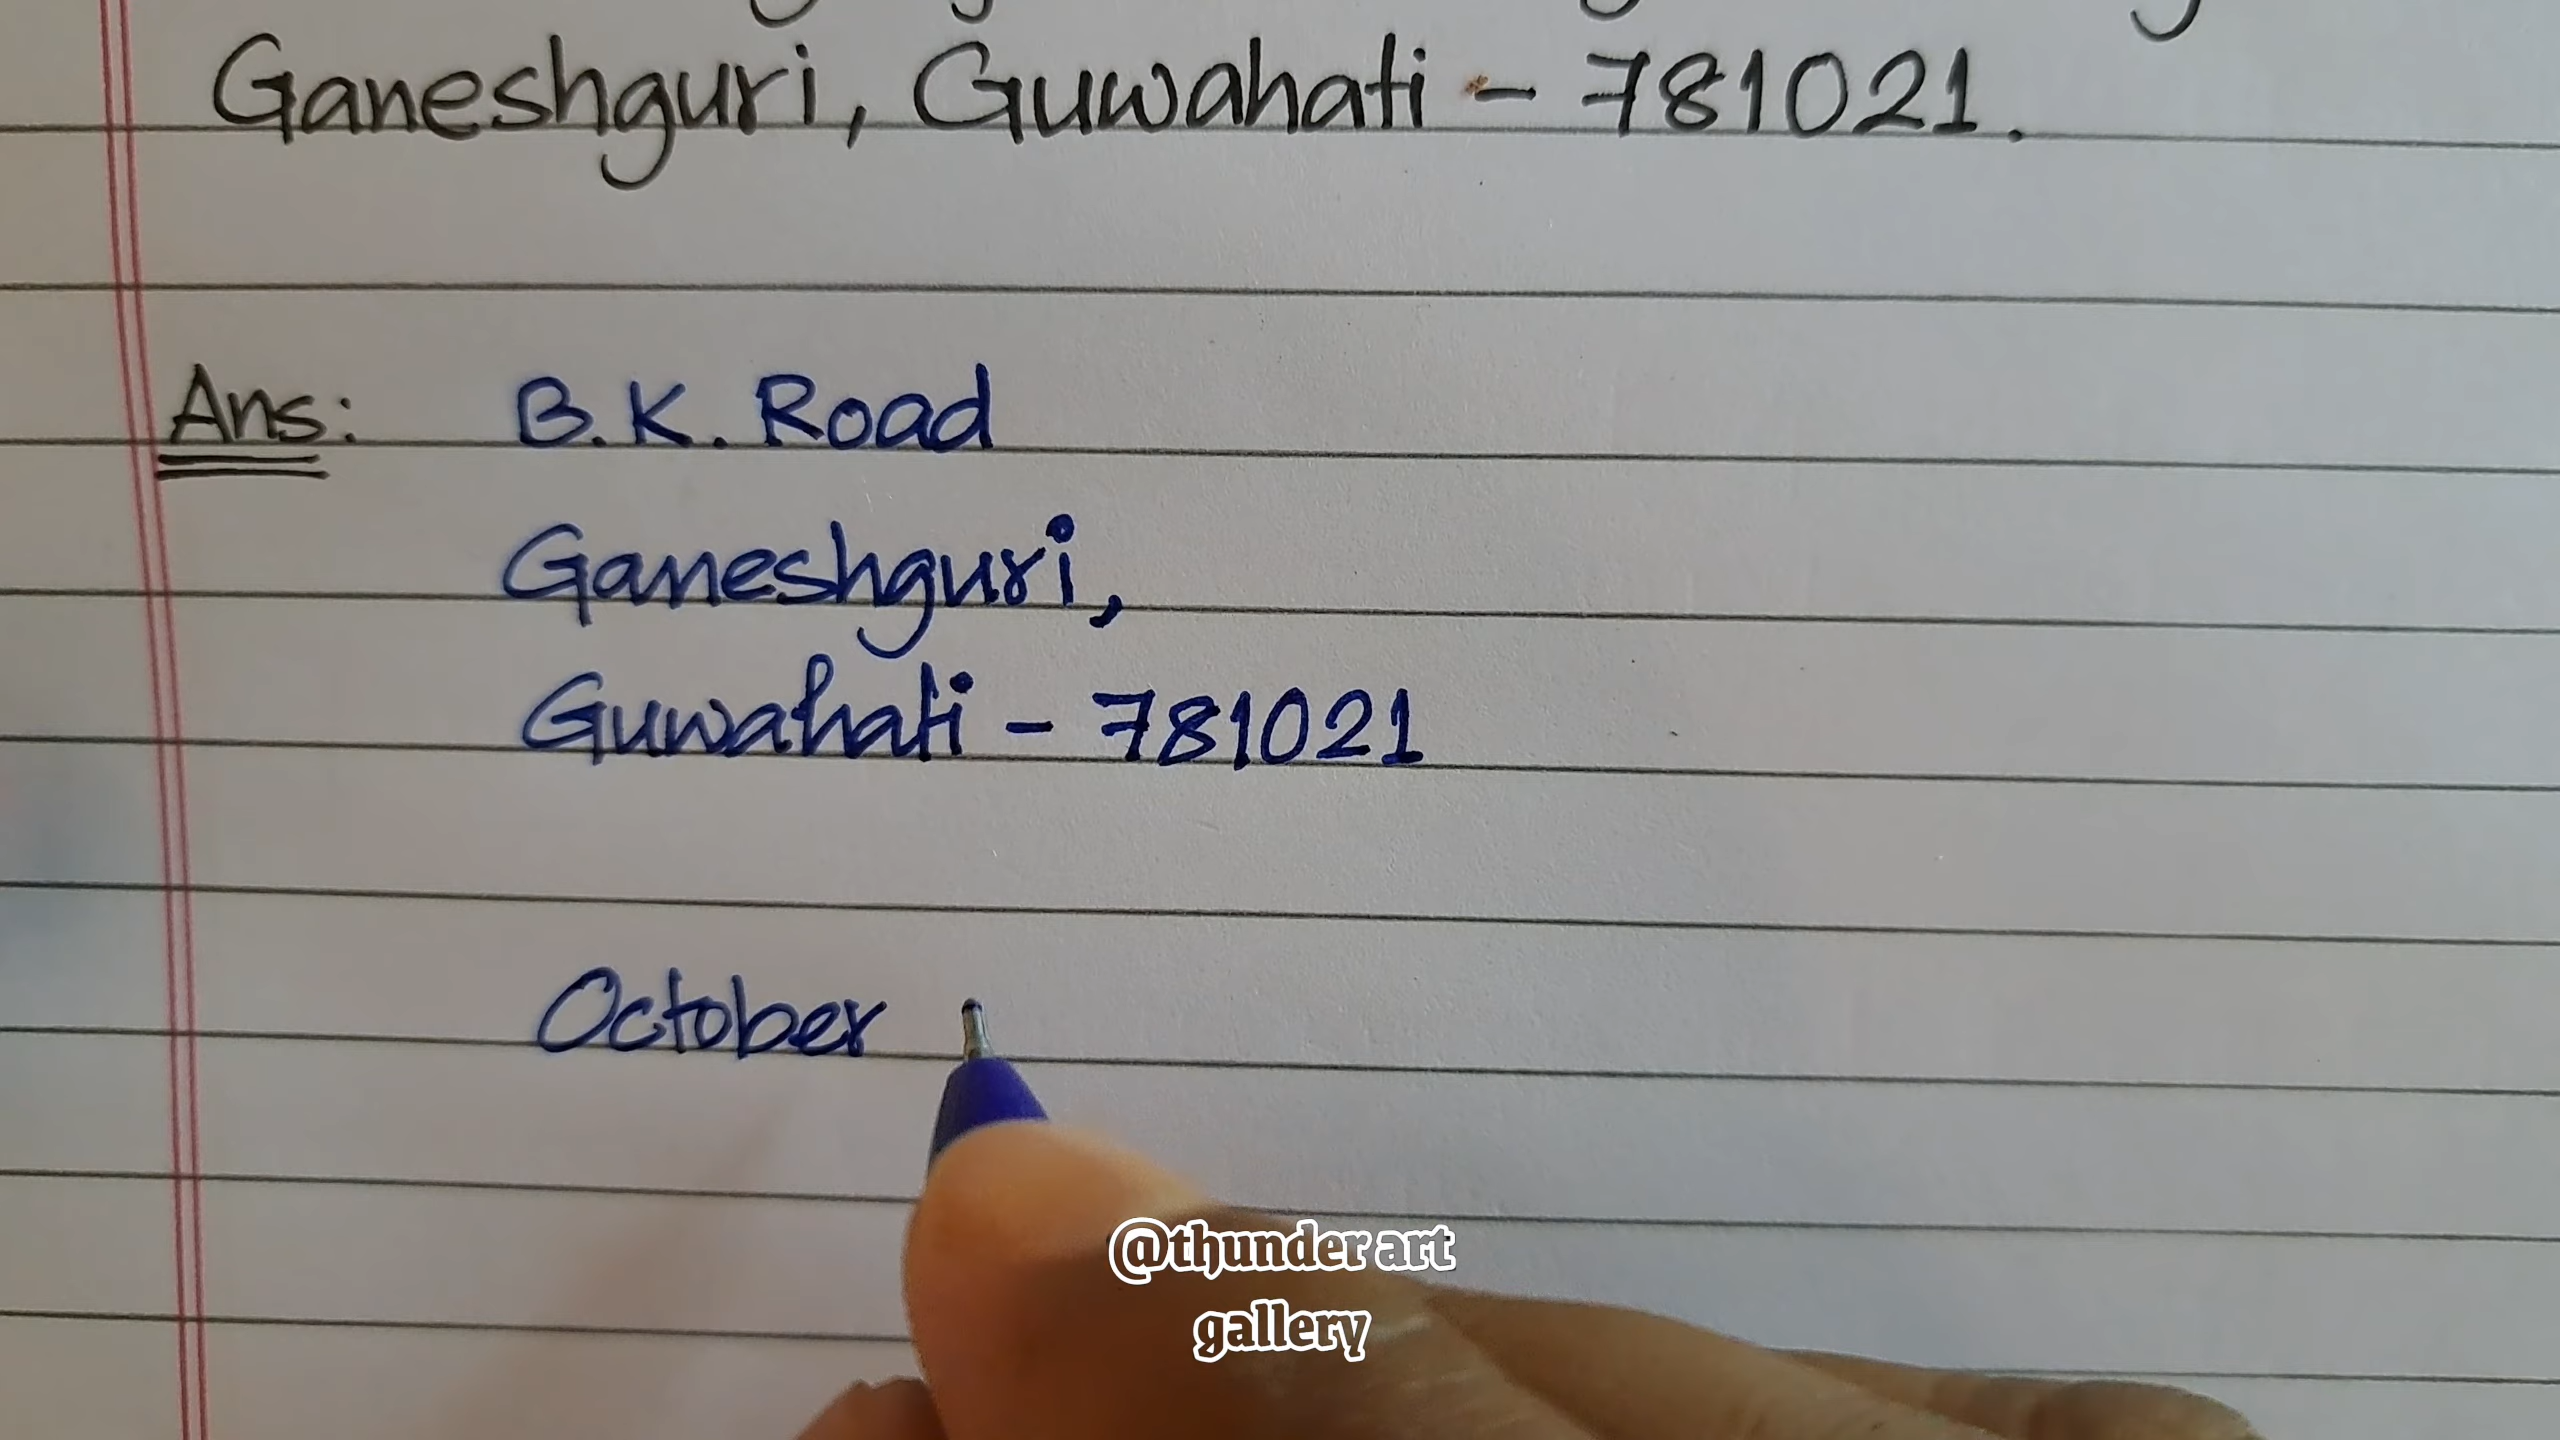 Ganeshguri, Guwahati - 781021.
Ans: B.K. Road
Ganeshguri,
Guwahati - 781021
October
@thunder art
gallery